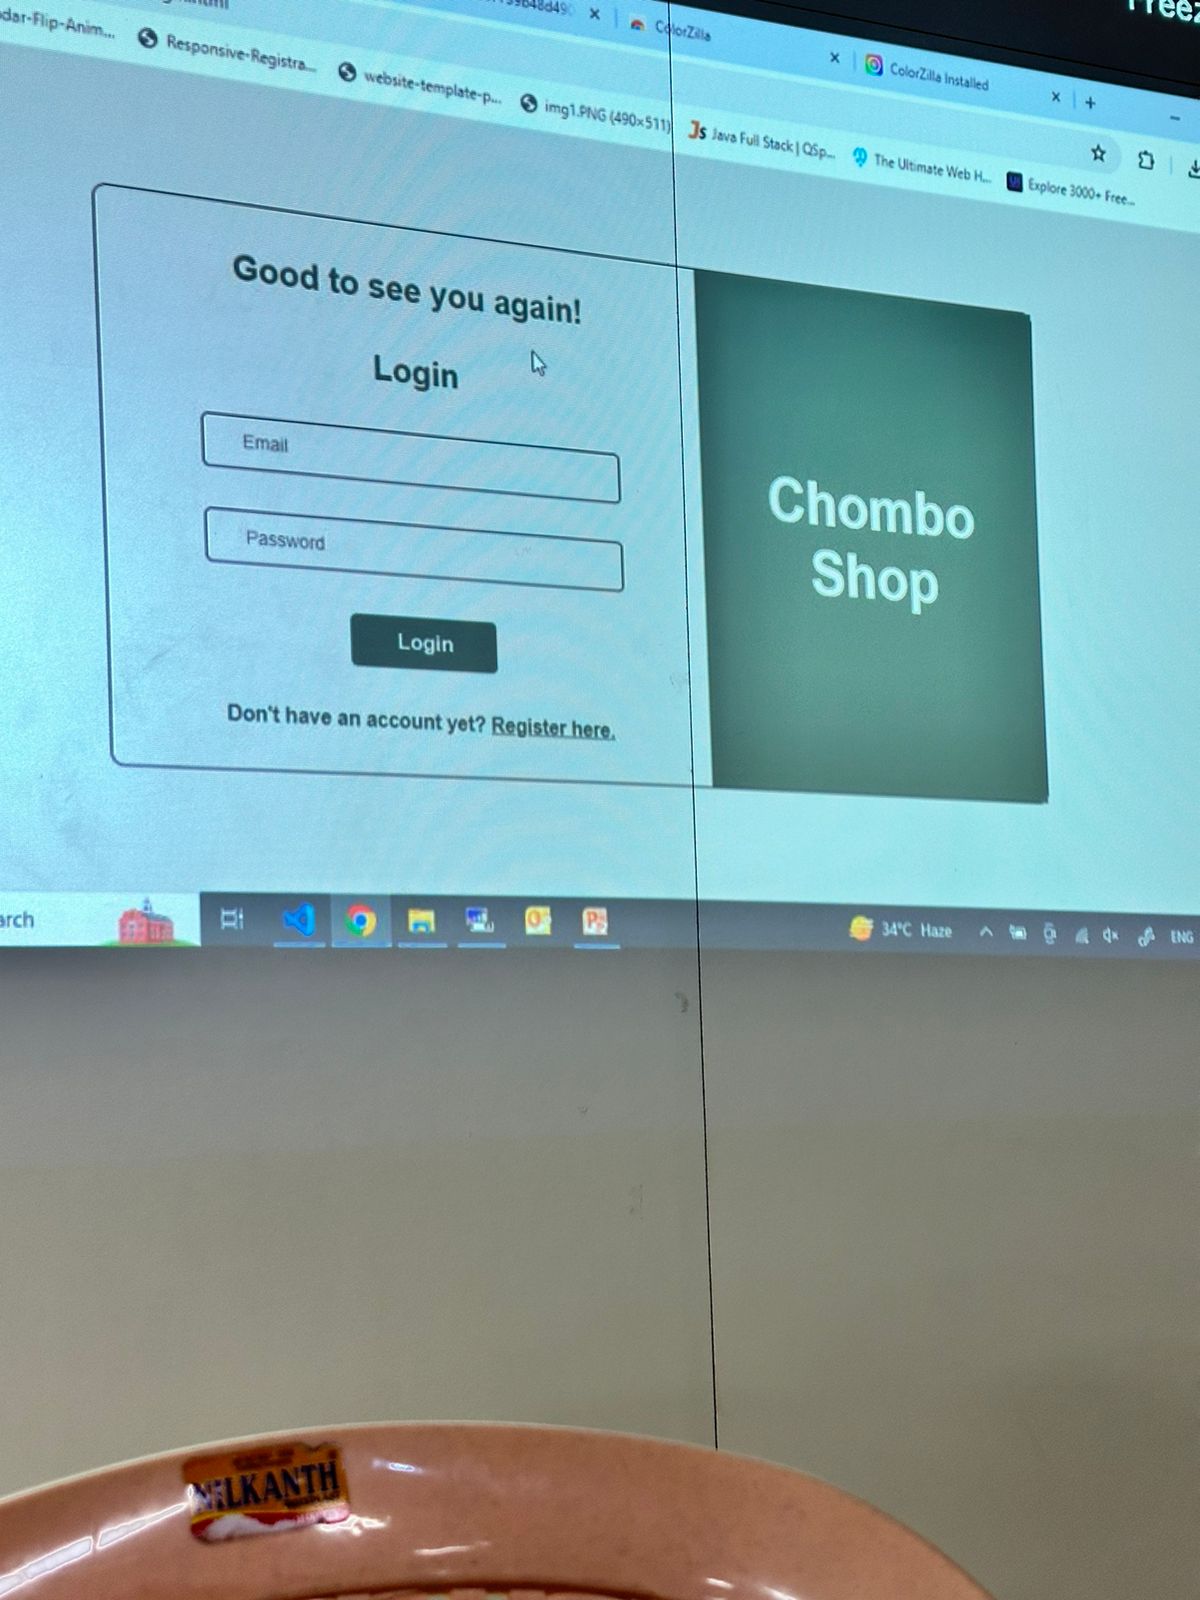 ColorZilla
ColorZilla Installed
dar-Flip-Anim...
Responsive-Registra...
website-template-p...
img1.PNG (490×511)
Java Full Stack | QSp...
The Ultimate Web H...
Explore 3000+ Free...
Good to see you again!
Login
Email
Password
Login
Don't have an account yet? Register here.
Chombo
Shop
arch
34°C Haze
ENG
NILKANTH